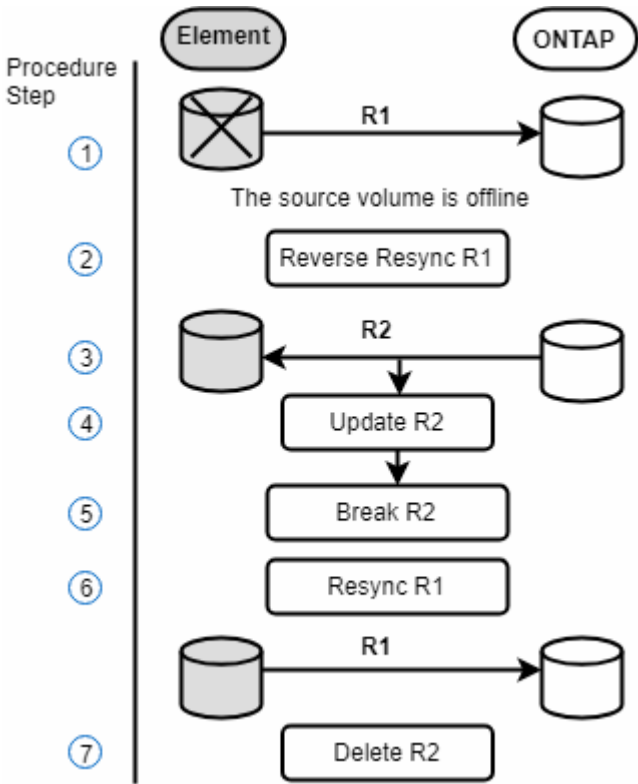 Element
ONTAP
Procedure
Step
R1
1
The source volume is offline
2
Reverse Resync R1
R2
3
4
Update R2
5
Break R2
6
Resync R1
R1
7
Delete R2